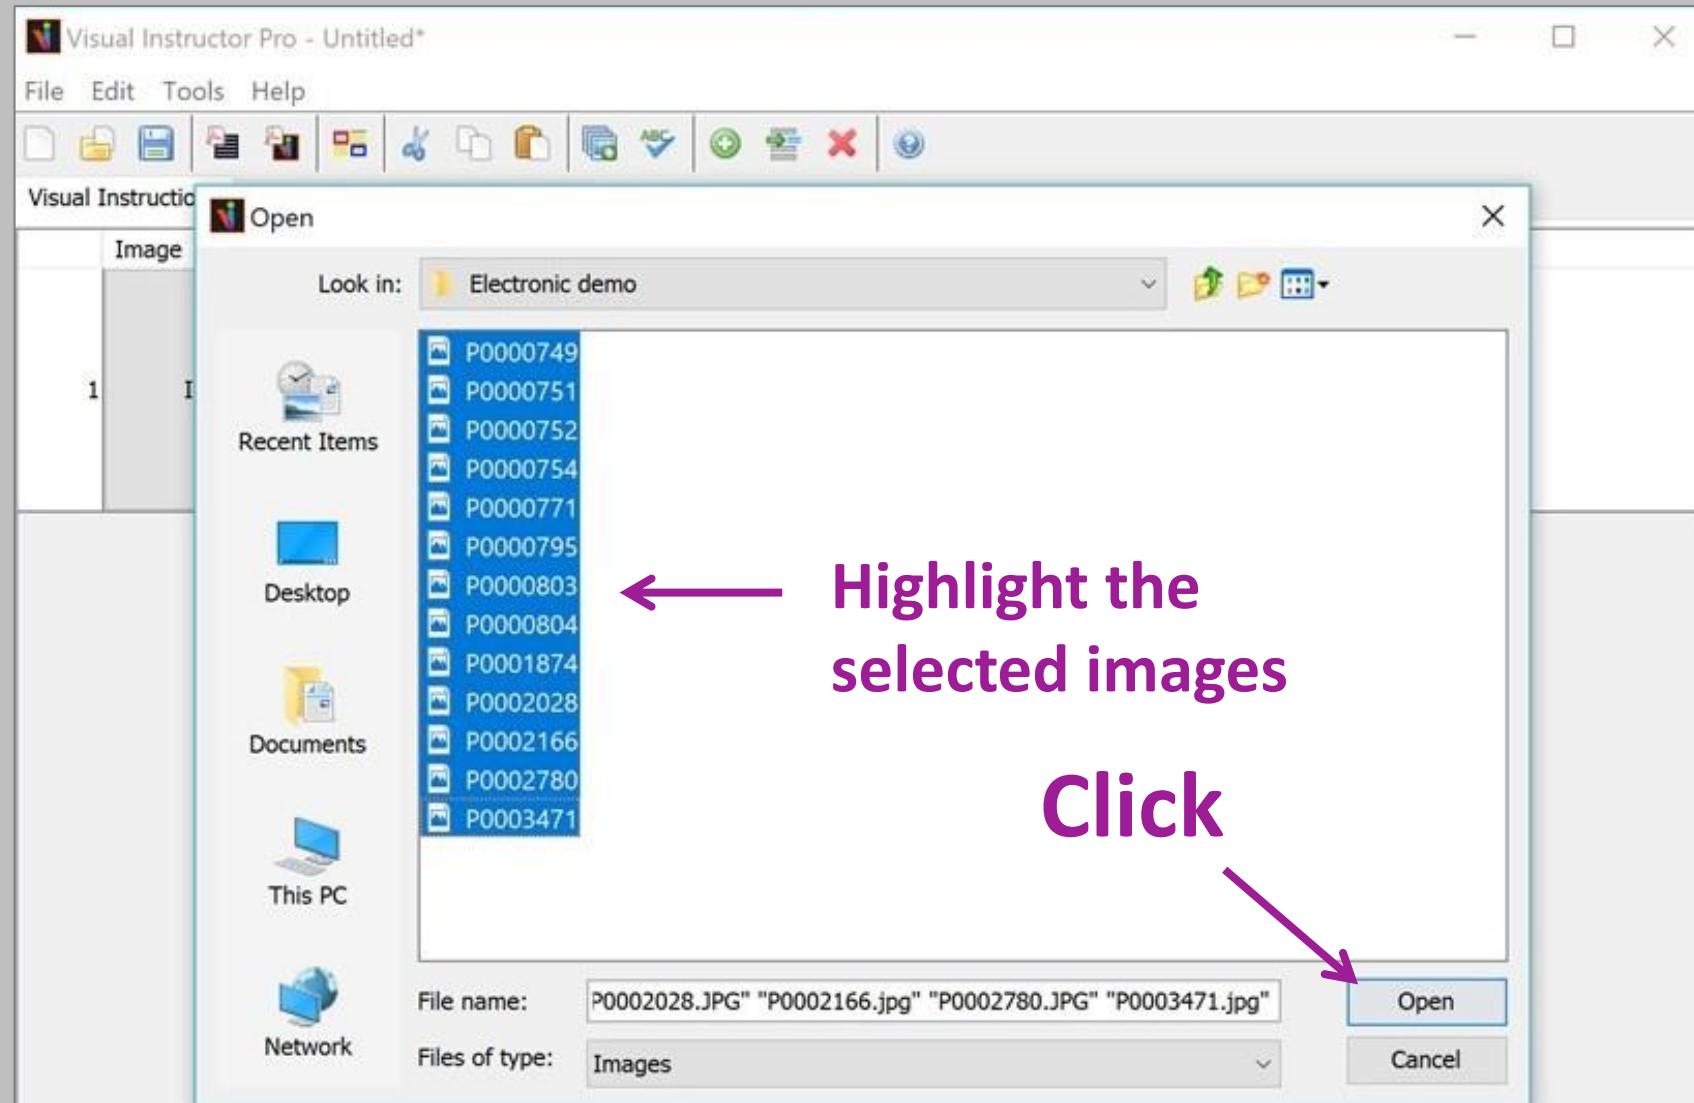 Visual Instructor Pro - Untitled*
File Edit Tools Help
ABC
Visual Instructio
Open
Image
Look in: Electronic demo
1 I
P0000749
P0000751
P0000752
P0000754
P0000771
P0000795
P0000803
P0000804
P0001874
P0002028
P0002166
P0002780
P0003471
Recent Items
Desktop
Documents
This PC
Network
Highlight the
selected images
Click
File name: P0002028.JPG" "P0002166.jpg" "P0002780.JPG" "P0003471.jpg" Open
Files of type: Images Cancel